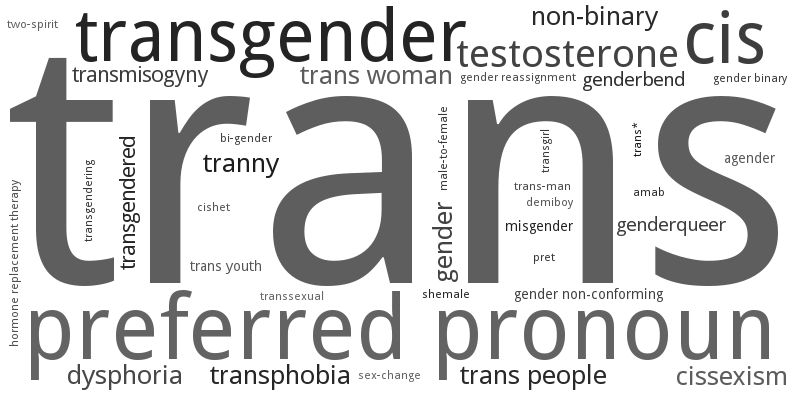 two-spirit
transgender
non-binary
testosterone
cis
transmisogyny
trans woman
gender reassignment
genderbend
gender binary
trans
hormone replacement therapy
transgendering
transgendered
bi-gender
tranny
cishet
trans youth
male-to-female
gender
transgirl
trans*
agender
trans-man
demiboy
amab
misgender
genderqueer
pret
transsexual
shemale
gender non-conforming
preferred pronoun
dysphoria
transphobia
sex-change
trans people
cissexism